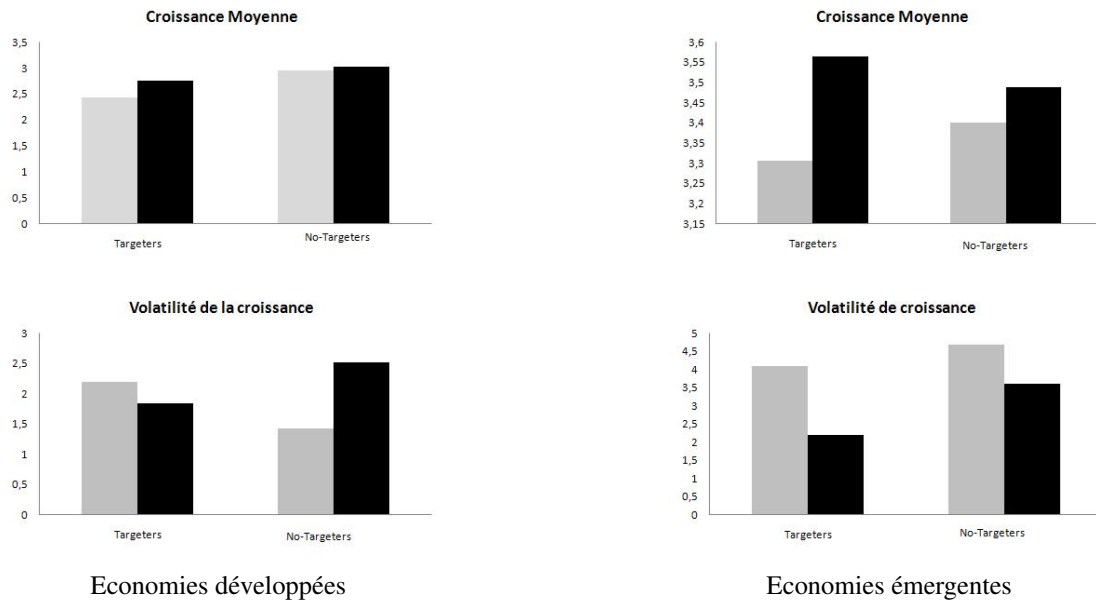 Croissance Moyenne
3,5
3
2,5
2
1,5
1
0,5
0
Targeters
No-Targeters
Croissance Moyenne
3,6
3,55
3,5
3,45
3,4
3,35
3,3
3,25
3,2
3,15
Targeters
No-Targeters
Volatilité de la croissance
3
2,5
2
1,5
1
0,5
0
Targeters
No-Targeters
Volatilité de croissance
5
4,5
4
3,5
3
2,5
2
1,5
1
0,5
0
Targeters
No-Targeters
Economies développées
Economies émergentes